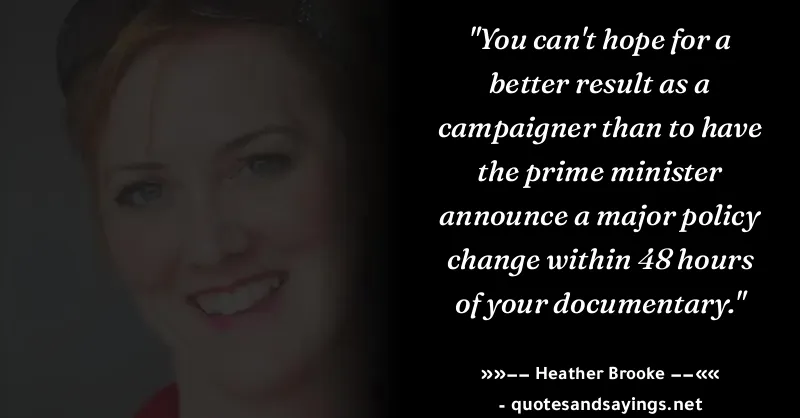 "You can't hope for a
better result as a
campaigner than to have
the prime minister
announce a major policy
change within 48 hours
of your documentary."
»»–– Heather Brooke ––««
- quotesandsayings.net